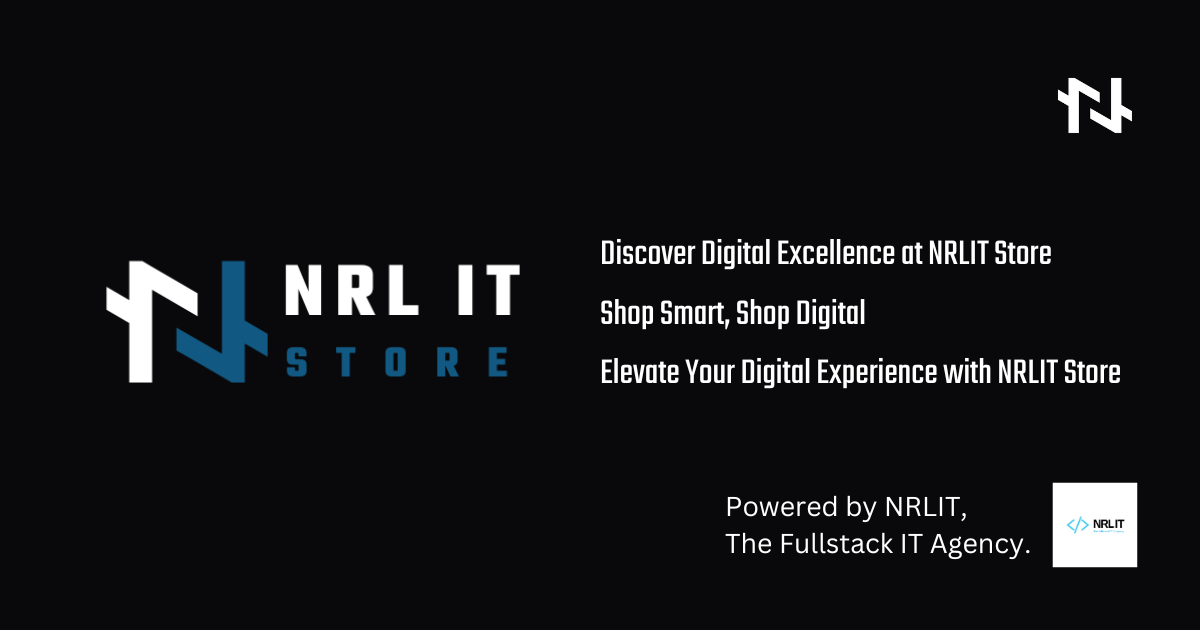 NRL IT
STORE
Discover Digital Excellence at NRLIT Store
Shop Smart, Shop Digital
Elevate Your Digital Experience with NRLIT Store
Powered by NRLIT,
The Fullstack IT Agency.
</> NRLIT